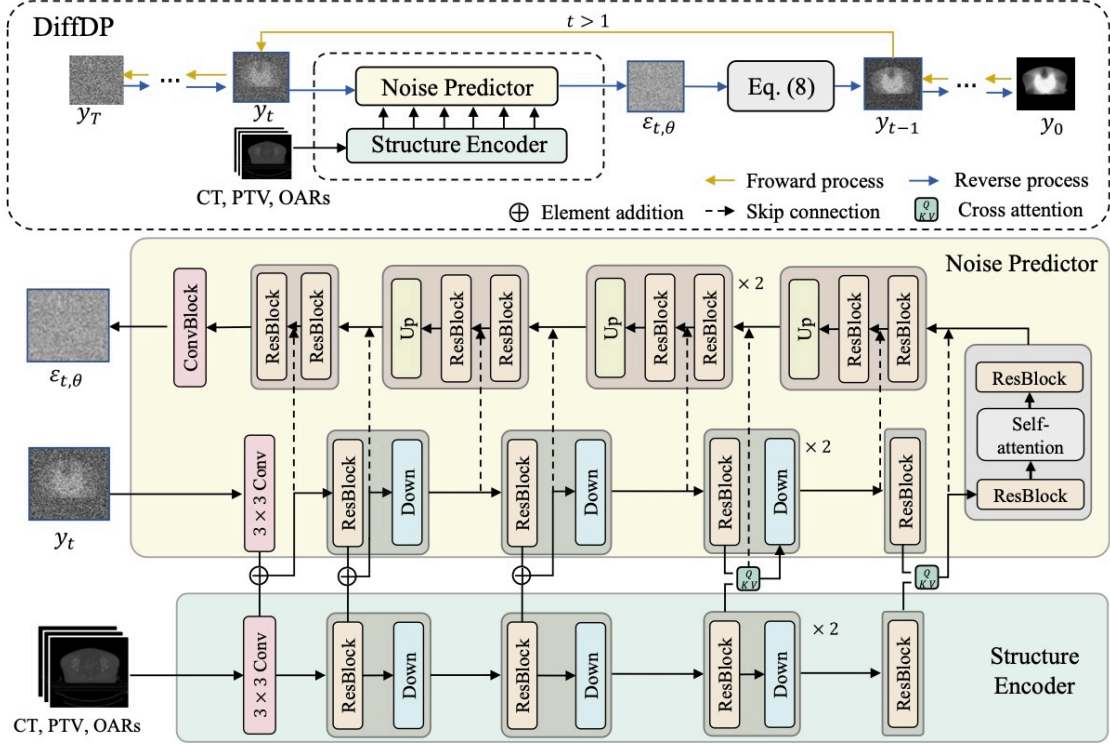 DiffDP
t > 1
...
...
Noise Predictor
Eq. (8)
y_T
y_t
ε_{t,θ}
y_{t−1}
y_0
Structure Encoder
CT, PTV, OARs
Froward process
Reverse process
Element addition
Skip connection
Q
K V
Cross attention
Noise Predictor
ConvBlock
ResBlock
ResBlock
Up
ResBlock
ResBlock
Up
ResBlock
ResBlock
× 2
Up
ResBlock
ResBlock
ε_{t,θ}
ResBlock
Self-
attention
ResBlock
3 × 3 Conv
ResBlock
Down
ResBlock
Down
ResBlock
Down
× 2
ResBlock
y_t
Q
K V
Q
K V
3 × 3 Conv
ResBlock
Down
ResBlock
Down
ResBlock
Down
× 2
ResBlock
Structure
Encoder
CT, PTV, OARs